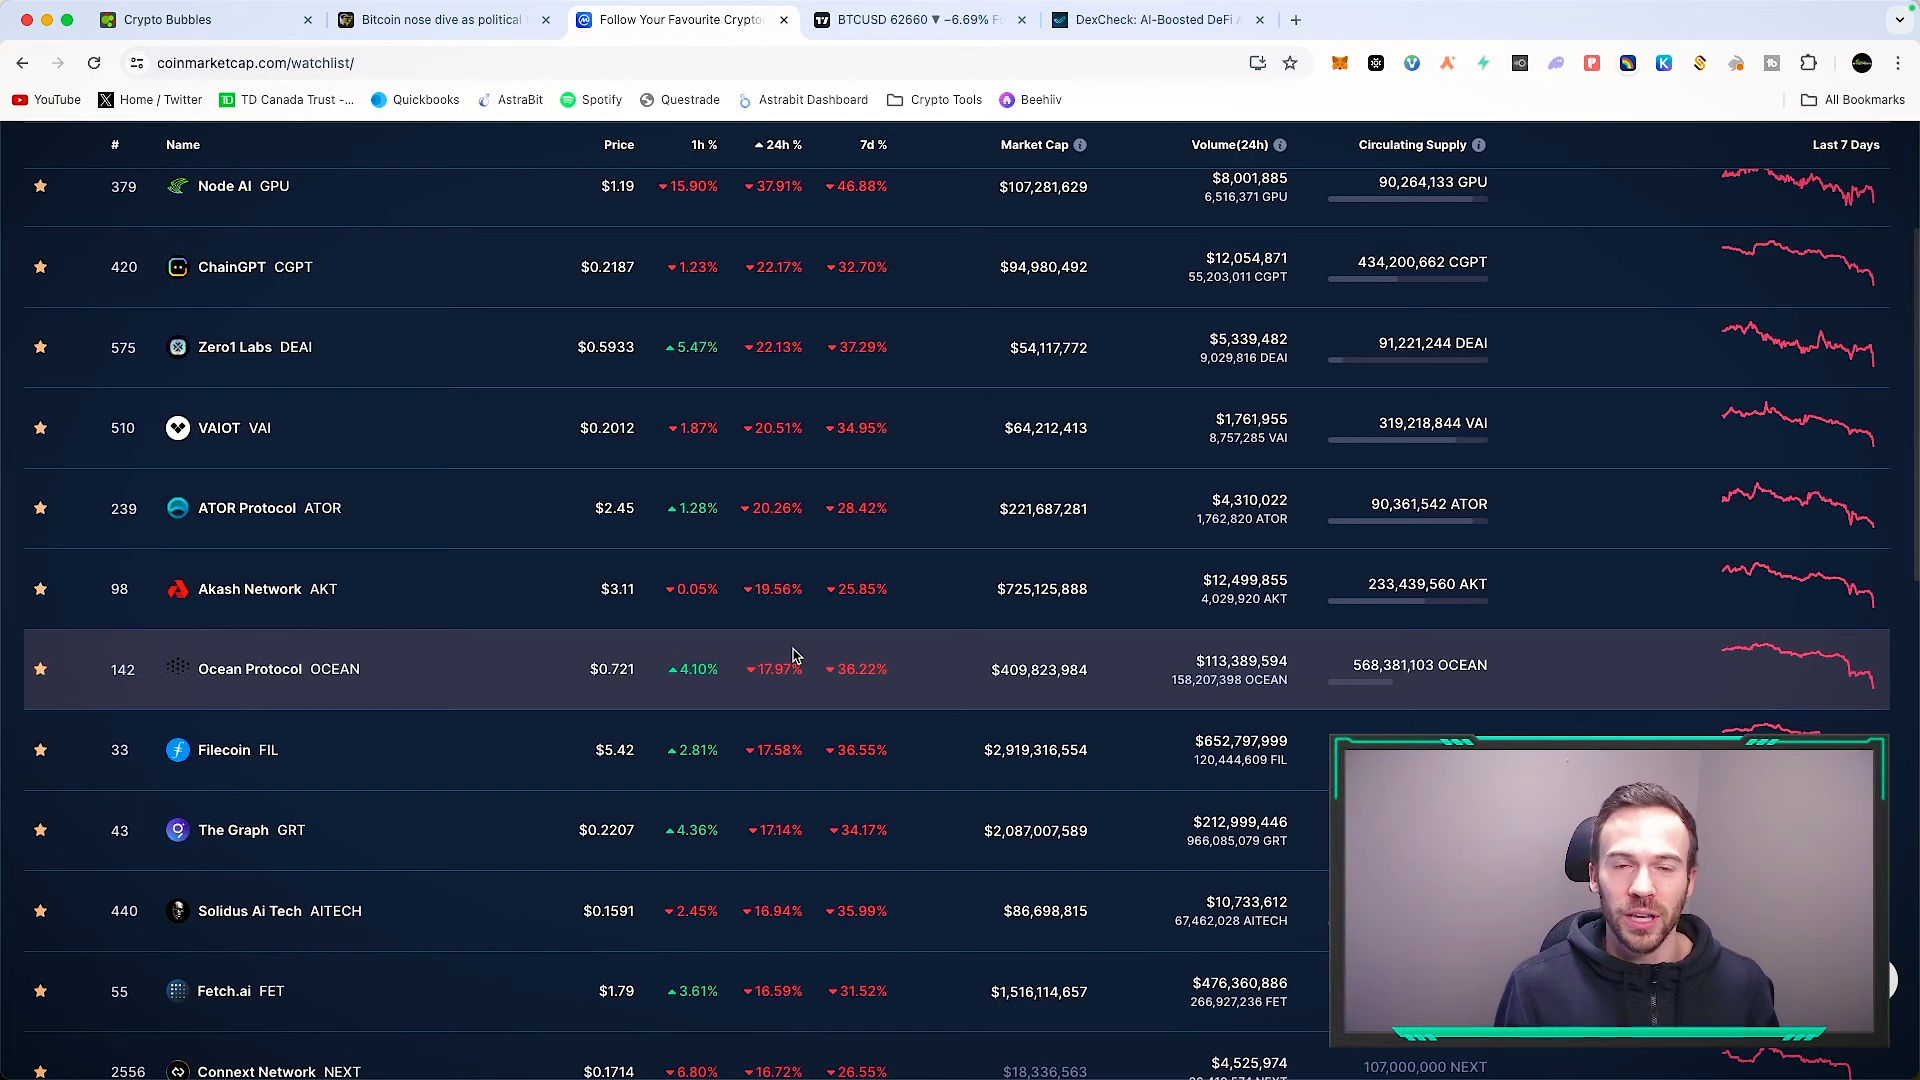 Crypto Bubbles
Bitcoin nose dive as political
Follow Your Favourite Cryptoc
BTCUSD 62660 ▼ −6.69% Fo
DexCheck: AI-Boosted DeFi A
coinmarketcap.com/watchlist/
YouTube Home / Twitter TD Canada Trust -... Quickbooks AstraBit Spotify Questrade Astrabit Dashboard Crypto Tools Beehiiv All Bookmarks
# Name Price 1h % 24h % 7d % Market Cap Volume(24h) Circulating Supply Last 7 Days
379 Node AI GPU $1.19 15.90% 37.91% 46.88% $107,281,629 $8,001,885 90,264,133 GPU
6,516,371 GPU
420 ChainGPT CGPT $0.2187 1.23% 22.17% 32.70% $94,980,492 $12,054,871 434,200,662 CGPT
55,203,011 CGPT
575 Zero1 Labs DEAI $0.5933 5.47% 22.13% 37.29% $54,117,772 $5,339,482 91,221,244 DEAI
9,029,816 DEAI
510 VAIOT VAI $0.2012 1.87% 20.51% 34.95% $64,212,413 $1,761,955 319,218,844 VAI
8,757,285 VAI
239 ATOR Protocol ATOR $2.45 1.28% 20.26% 28.42% $221,687,281 $4,310,022 90,361,542 ATOR
1,762,820 ATOR
98 Akash Network AKT $3.11 0.05% 19.56% 25.85% $725,125,888 $12,499,855 233,439,560 AKT
4,029,920 AKT
142 Ocean Protocol OCEAN $0.721 4.10% 17.97% 36.22% $409,823,984 $113,389,594 568,381,103 OCEAN
158,207,398 OCEAN
33 Filecoin FIL $5.42 2.81% 17.58% 36.55% $2,919,316,554 $652,797,999
120,444,609 FIL
43 The Graph GRT $0.2207 4.36% 17.14% 34.17% $2,087,007,589 $212,999,446
966,085,079 GRT
440 Solidus Ai Tech AITECH $0.1591 2.45% 16.94% 35.99% $86,698,815 $10,733,612
67,462,028 AITECH
55 Fetch.ai FET $1.79 3.61% 16.59% 31.52% $1,516,114,657 $476,360,886
266,927,236 FET
2556 Connext Network NEXT $0.1714 6.80% 16.72% 26.55% $18,336,563 $4,525,974 107,000,000 NEXT